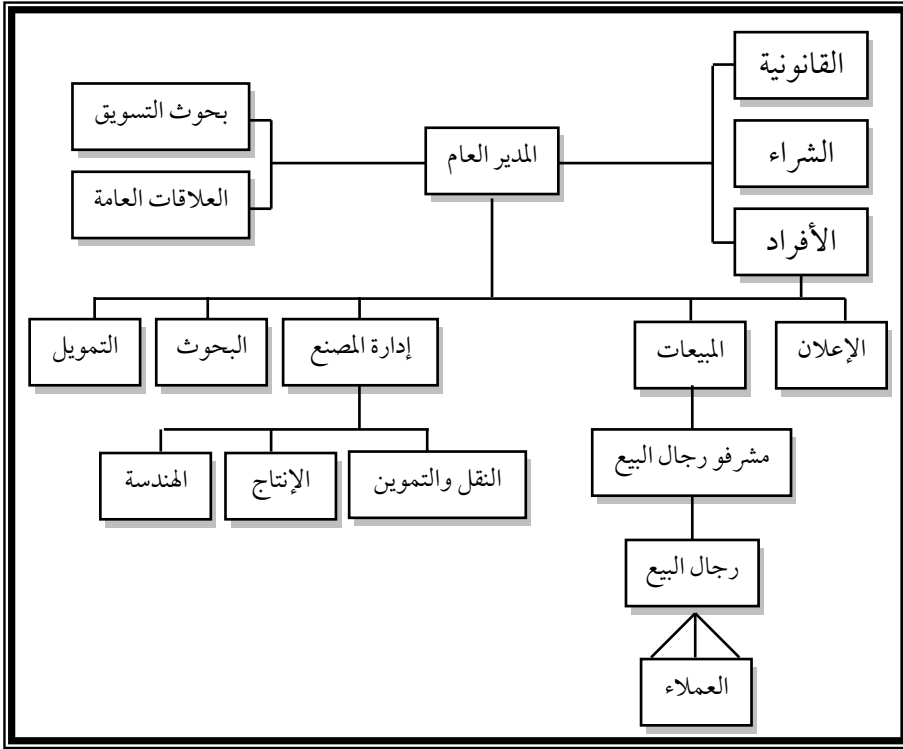 القانونية
بحوث التسويق
المدير العام
الشراء
العلاقات العامة
الأفراد
الإعلان
المبيعات
إدارة المصنع
البحوث
التمويل
مشرفو رجال البيع
النقل والتموين
الإنتاج
الهندسة
رجال البيع
العملاء